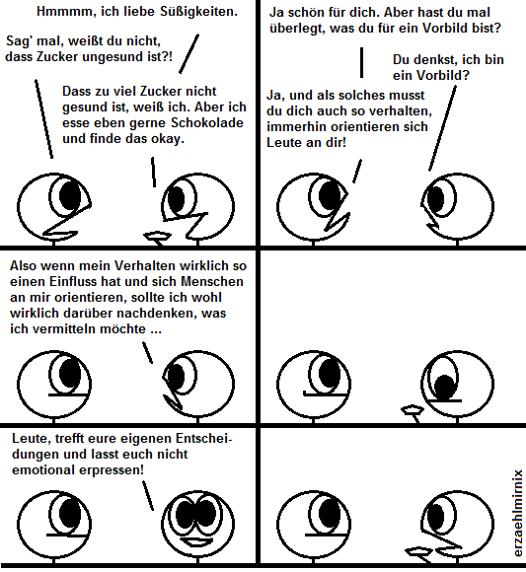 Hmmmm, ich liebe Süßigkeiten.
Sag' mal, weißt du nicht,
dass Zucker ungesund ist?!
Dass zu viel Zucker nicht
gesund ist, weiß ich. Aber ich
esse eben gerne Schokolade
und finde das okay.
Ja schön für dich. Aber hast du mal
überlegt, was du für ein Vorbild bist?
Du denkst, ich bin
ein Vorbild?
Ja, und als solches musst
du dich auch so verhalten,
immerhin orientieren sich
Leute an dir!
Also wenn mein Verhalten wirklich so
einen Einfluss hat und sich Menschen
an mir orientieren, sollte ich wohl
wirklich darüber nachdenken, was
ich vermitteln möchte ...
Leute, trefft eure eigenen Entschei-
dungen und lasst euch nicht
emotional erpressen!
erzaehlmirnix